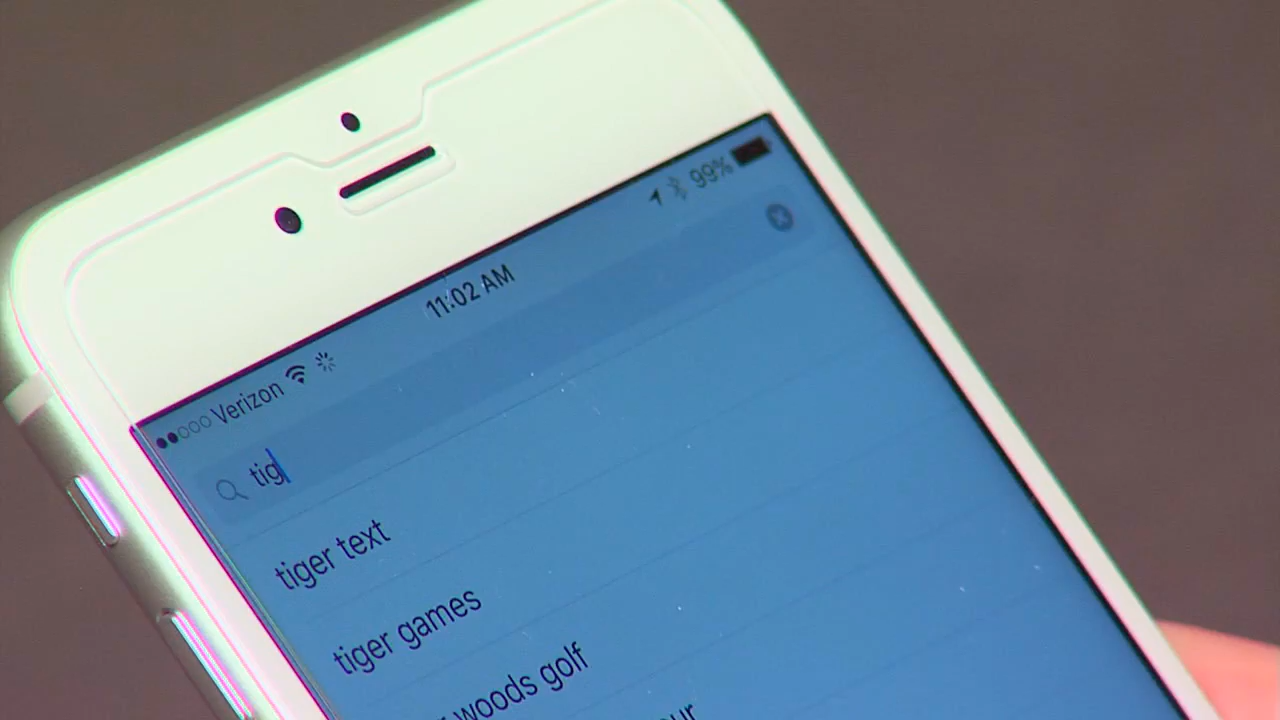 Verizon 11:02 AM 99%
tig
tiger text
tiger games
woods golf